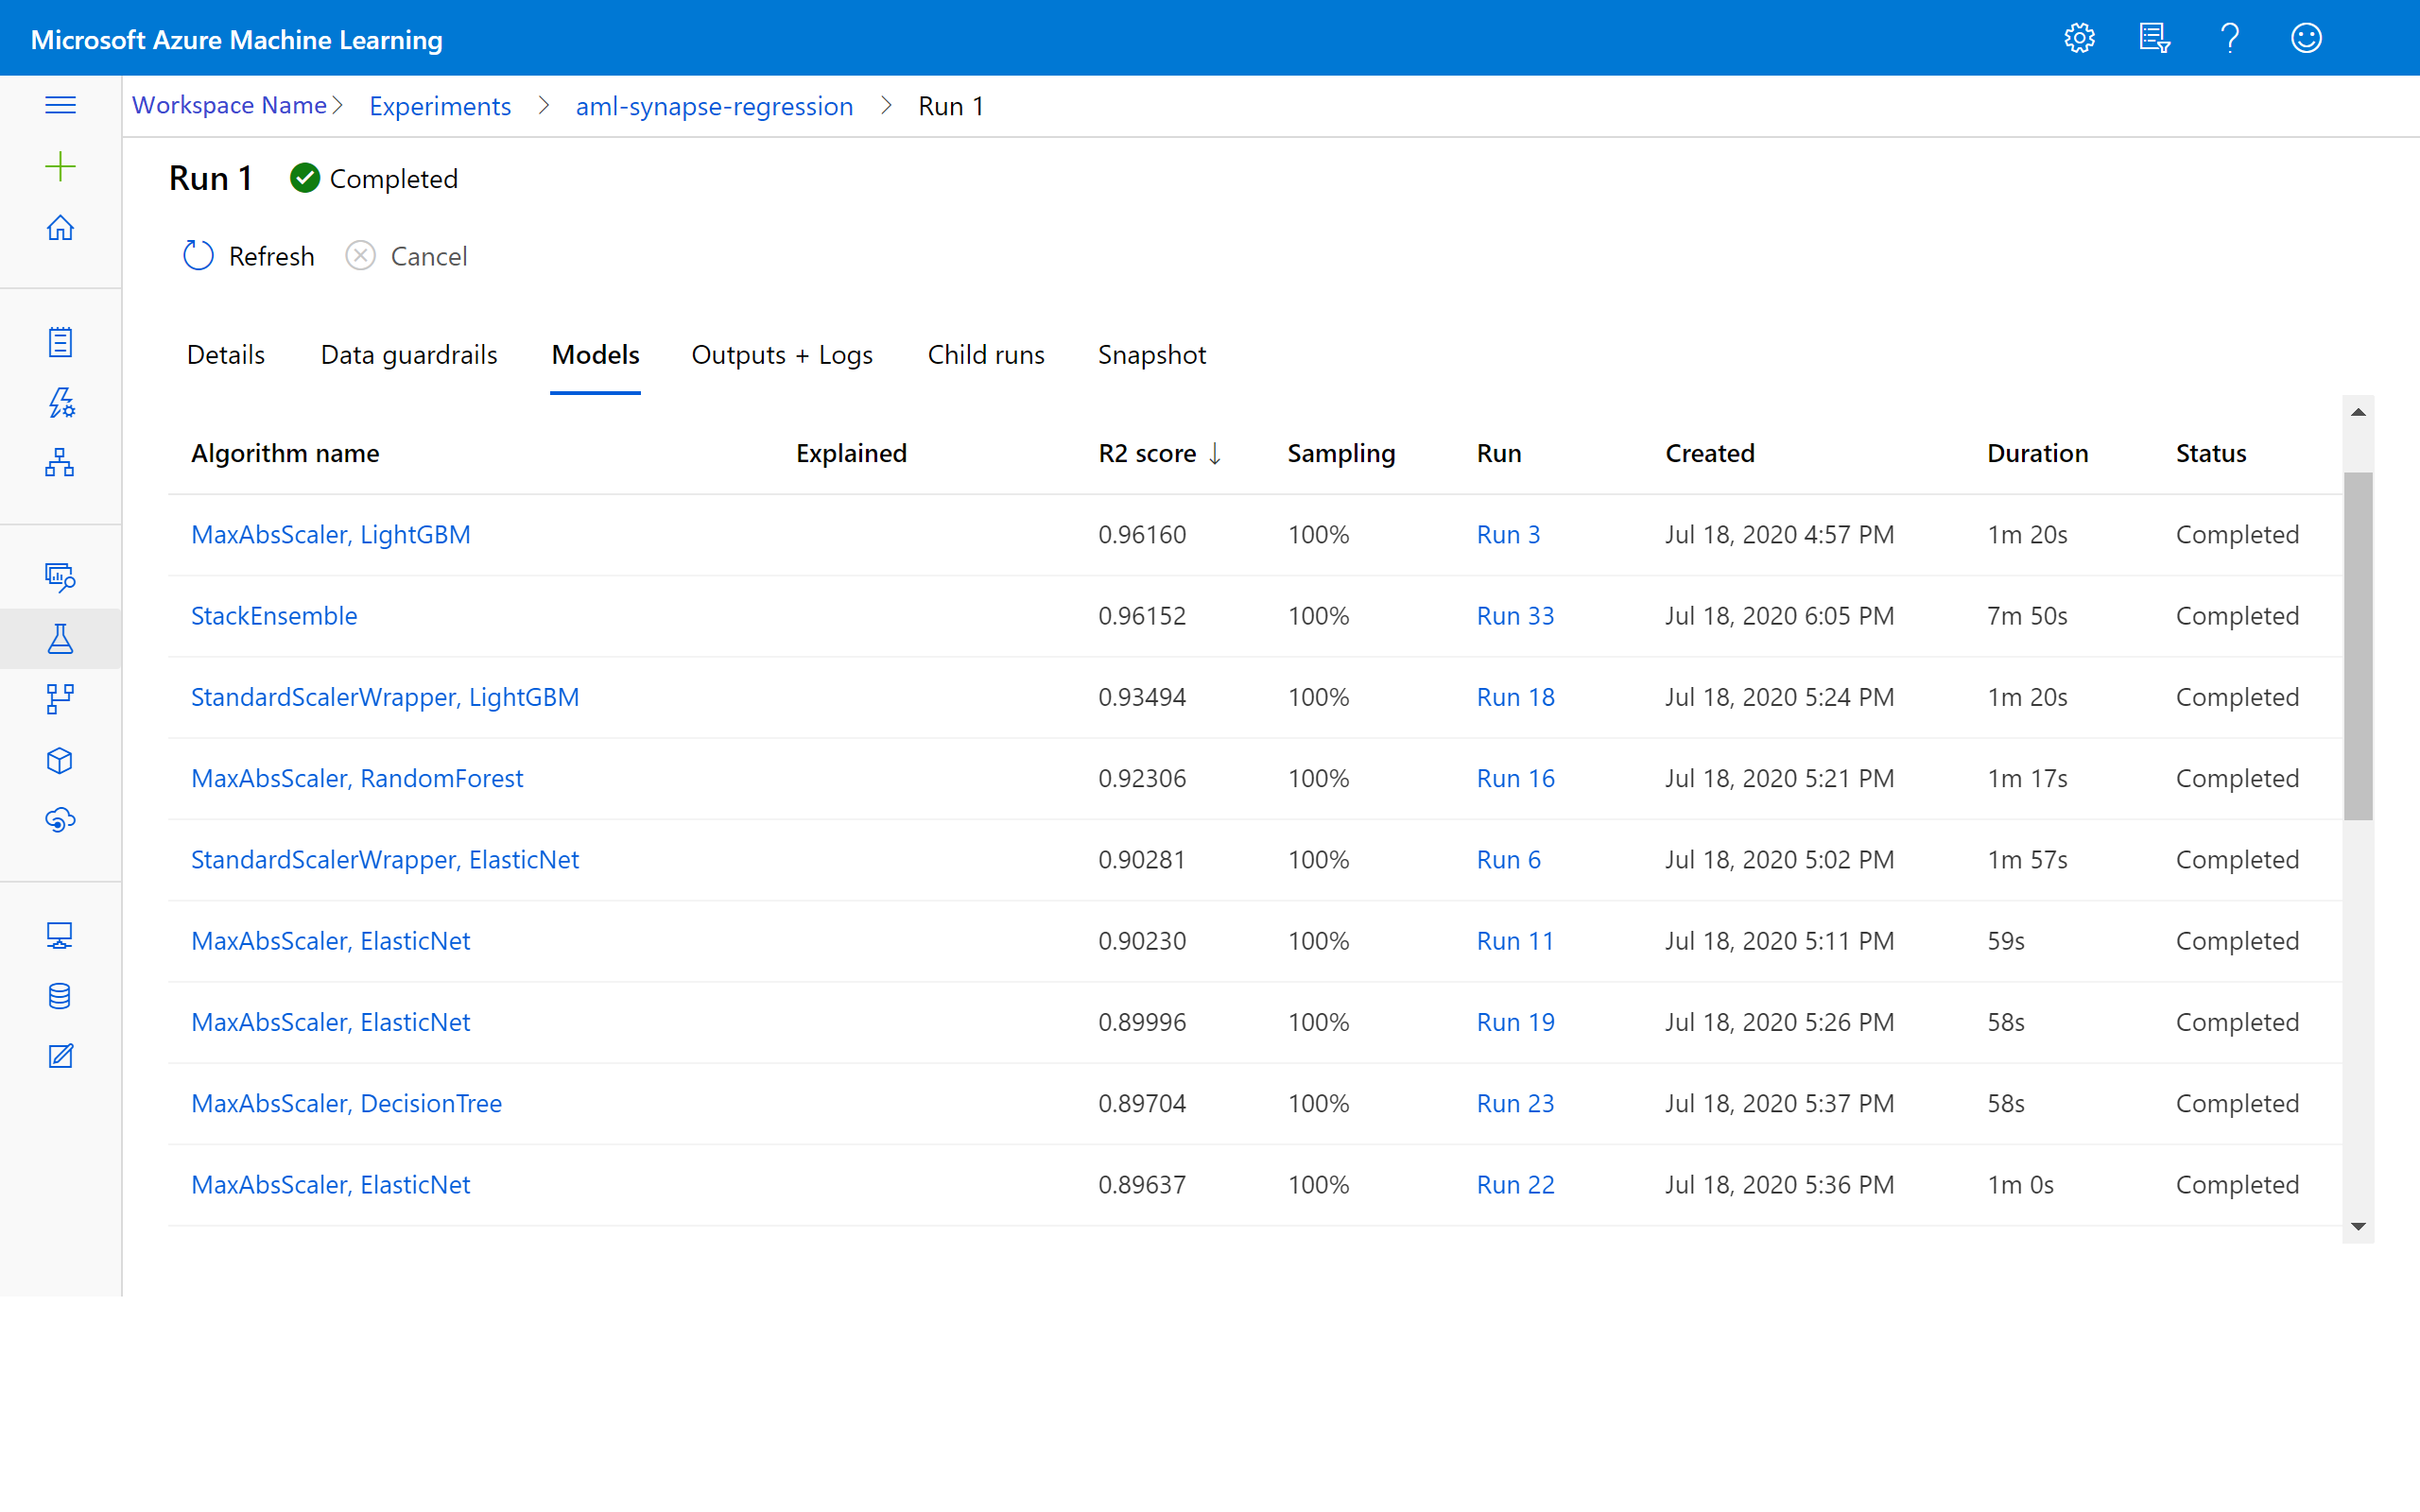 Microsoft Azure Machine Learning
Workspace Name > Experiments > aml-synapse-regression > Run 1
Run 1 Completed
Refresh Cancel
Details Data guardrails Models Outputs + Logs Child runs Snapshot
Algorithm name Explained R2 score ↓ Sampling Run Created Duration Status
MaxAbsScaler, LightGBM 0.96160 100% Run 3 Jul 18, 2020 4:57 PM 1m 20s Completed
StackEnsemble 0.96152 100% Run 33 Jul 18, 2020 6:05 PM 7m 50s Completed
StandardScalerWrapper, LightGBM 0.93494 100% Run 18 Jul 18, 2020 5:24 PM 1m 20s Completed
MaxAbsScaler, RandomForest 0.92306 100% Run 16 Jul 18, 2020 5:21 PM 1m 17s Completed
StandardScalerWrapper, ElasticNet 0.90281 100% Run 6 Jul 18, 2020 5:02 PM 1m 57s Completed
MaxAbsScaler, ElasticNet 0.90230 100% Run 11 Jul 18, 2020 5:11 PM 59s Completed
MaxAbsScaler, ElasticNet 0.89996 100% Run 19 Jul 18, 2020 5:26 PM 58s Completed
MaxAbsScaler, DecisionTree 0.89704 100% Run 23 Jul 18, 2020 5:37 PM 58s Completed
MaxAbsScaler, ElasticNet 0.89637 100% Run 22 Jul 18, 2020 5:36 PM 1m 0s Completed